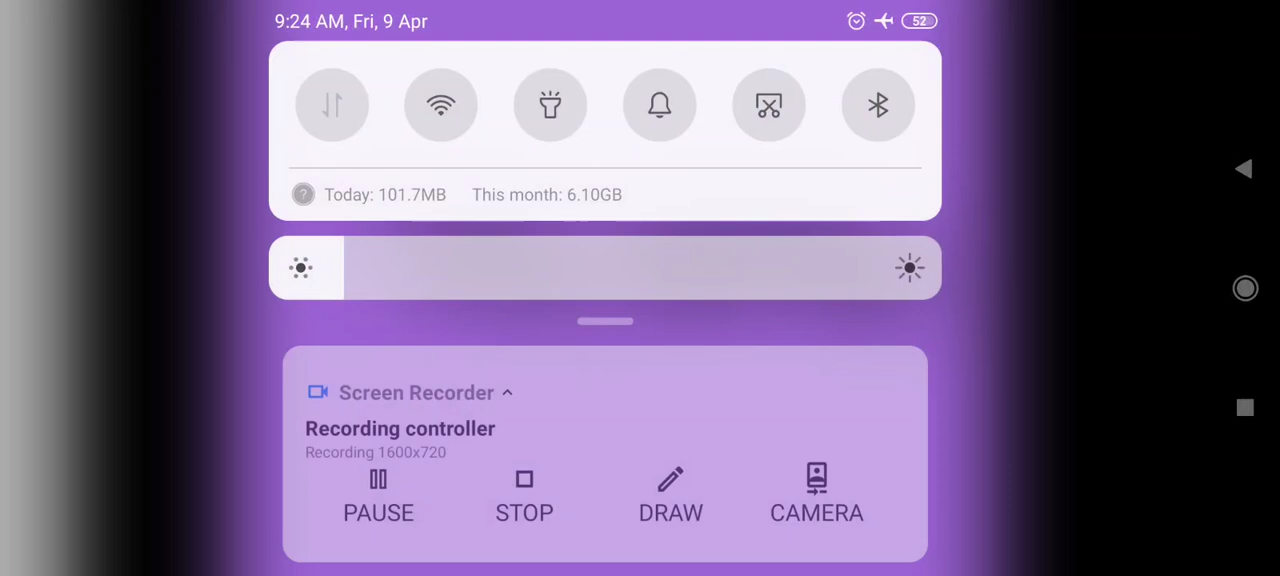 9:24 AM, Fri, 9 Apr
52
Today: 101.7MB This month: 6.10GB
Screen Recorder
Recording controller
Recording 1600x720
PAUSE STOP DRAW CAMERA